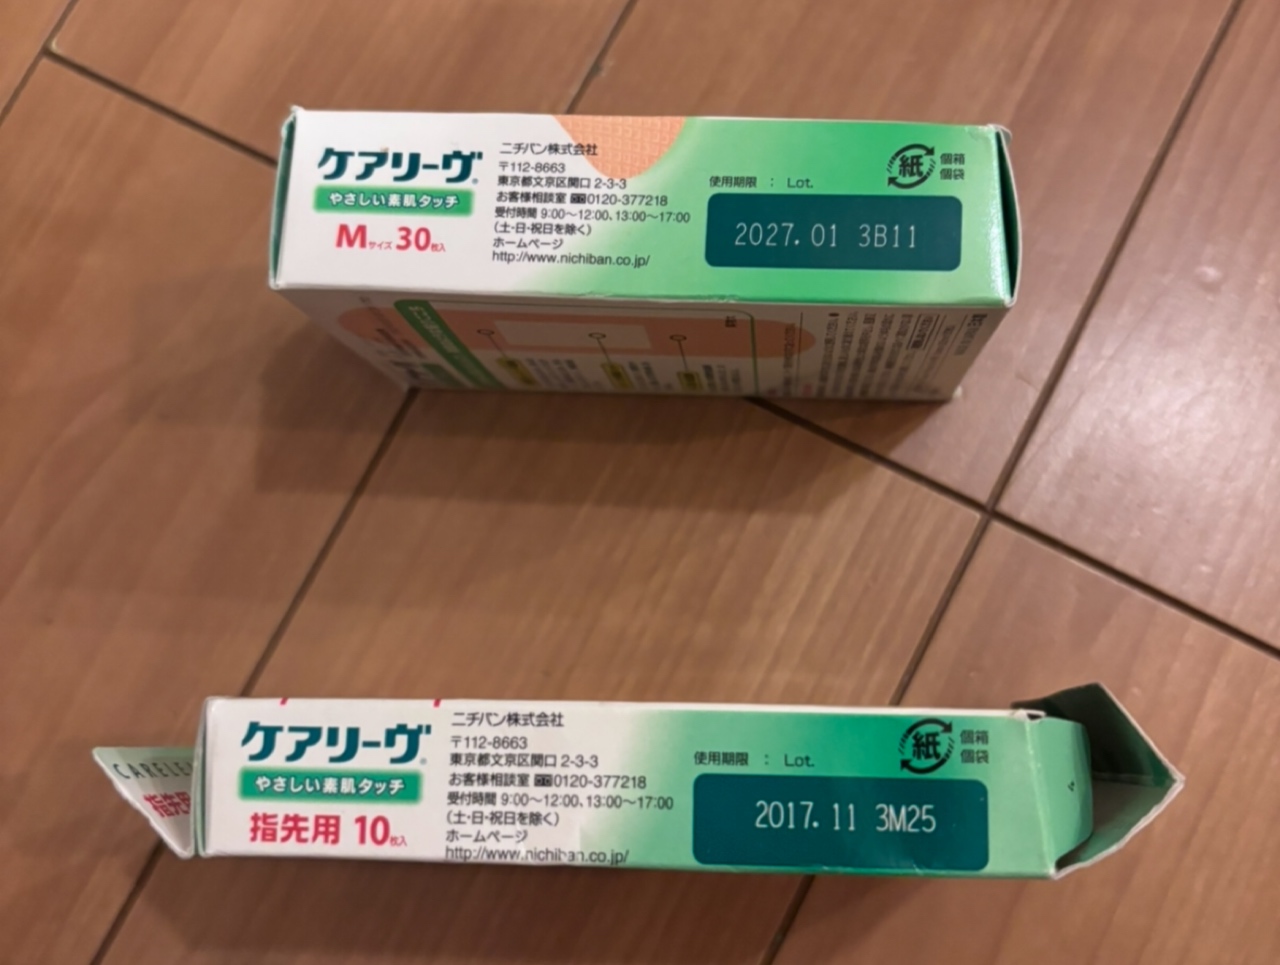 ケアリーヴ®
やさしい素肌タッチ
Mサイズ 30枚入
ニチバン株式会社
〒112-8663
東京都文京区関口 2-3-3
お客様相談室 0120-377218
受付時間 9:00〜12:00、13:00〜17:00
(土・日・祝日を除く)
ホームページ
http://www.nichiban.co.jp/
使用期限 : Lot.
2027. 01 3B11
紙
個箱
個袋
ケアリーヴ®
やさしい素肌タッチ
指先用 10枚入
ニチバン株式会社
〒112-8663
東京都文京区関口 2-3-3
お客様相談室 0120-377218
受付時間 9:00〜12:00、13:00〜17:00
(土・日・祝日を除く)
ホームページ
http://www.nichiban.co.jp/
使用期限 : Lot.
2017. 11 3M25
紙
個箱
個袋